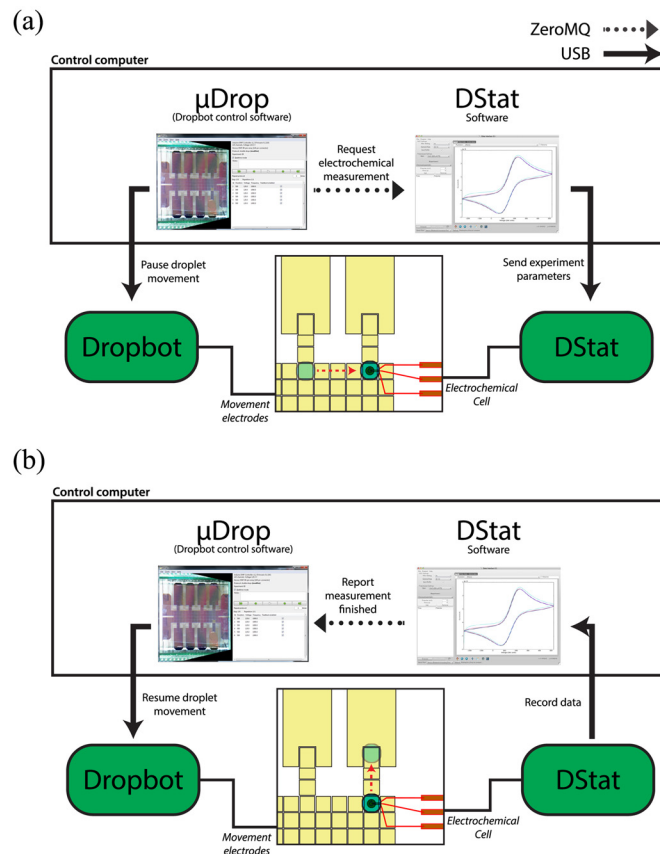 (a)
ZeroMQ
USB
Control computer
µDrop
(Dropbot control software)
DStat
Software
Request
electrochemical
measurement
Pause droplet
movement
Send experiment
parameters
Dropbot
DStat
Movement
electrodes
Electrochemical
Cell
(b)
Control computer
µDrop
(Dropbot control software)
DStat
Software
Report
measurement
finished
Resume droplet
movement
Record data
Dropbot
DStat
Movement
electrodes
Electrochemical
Cell